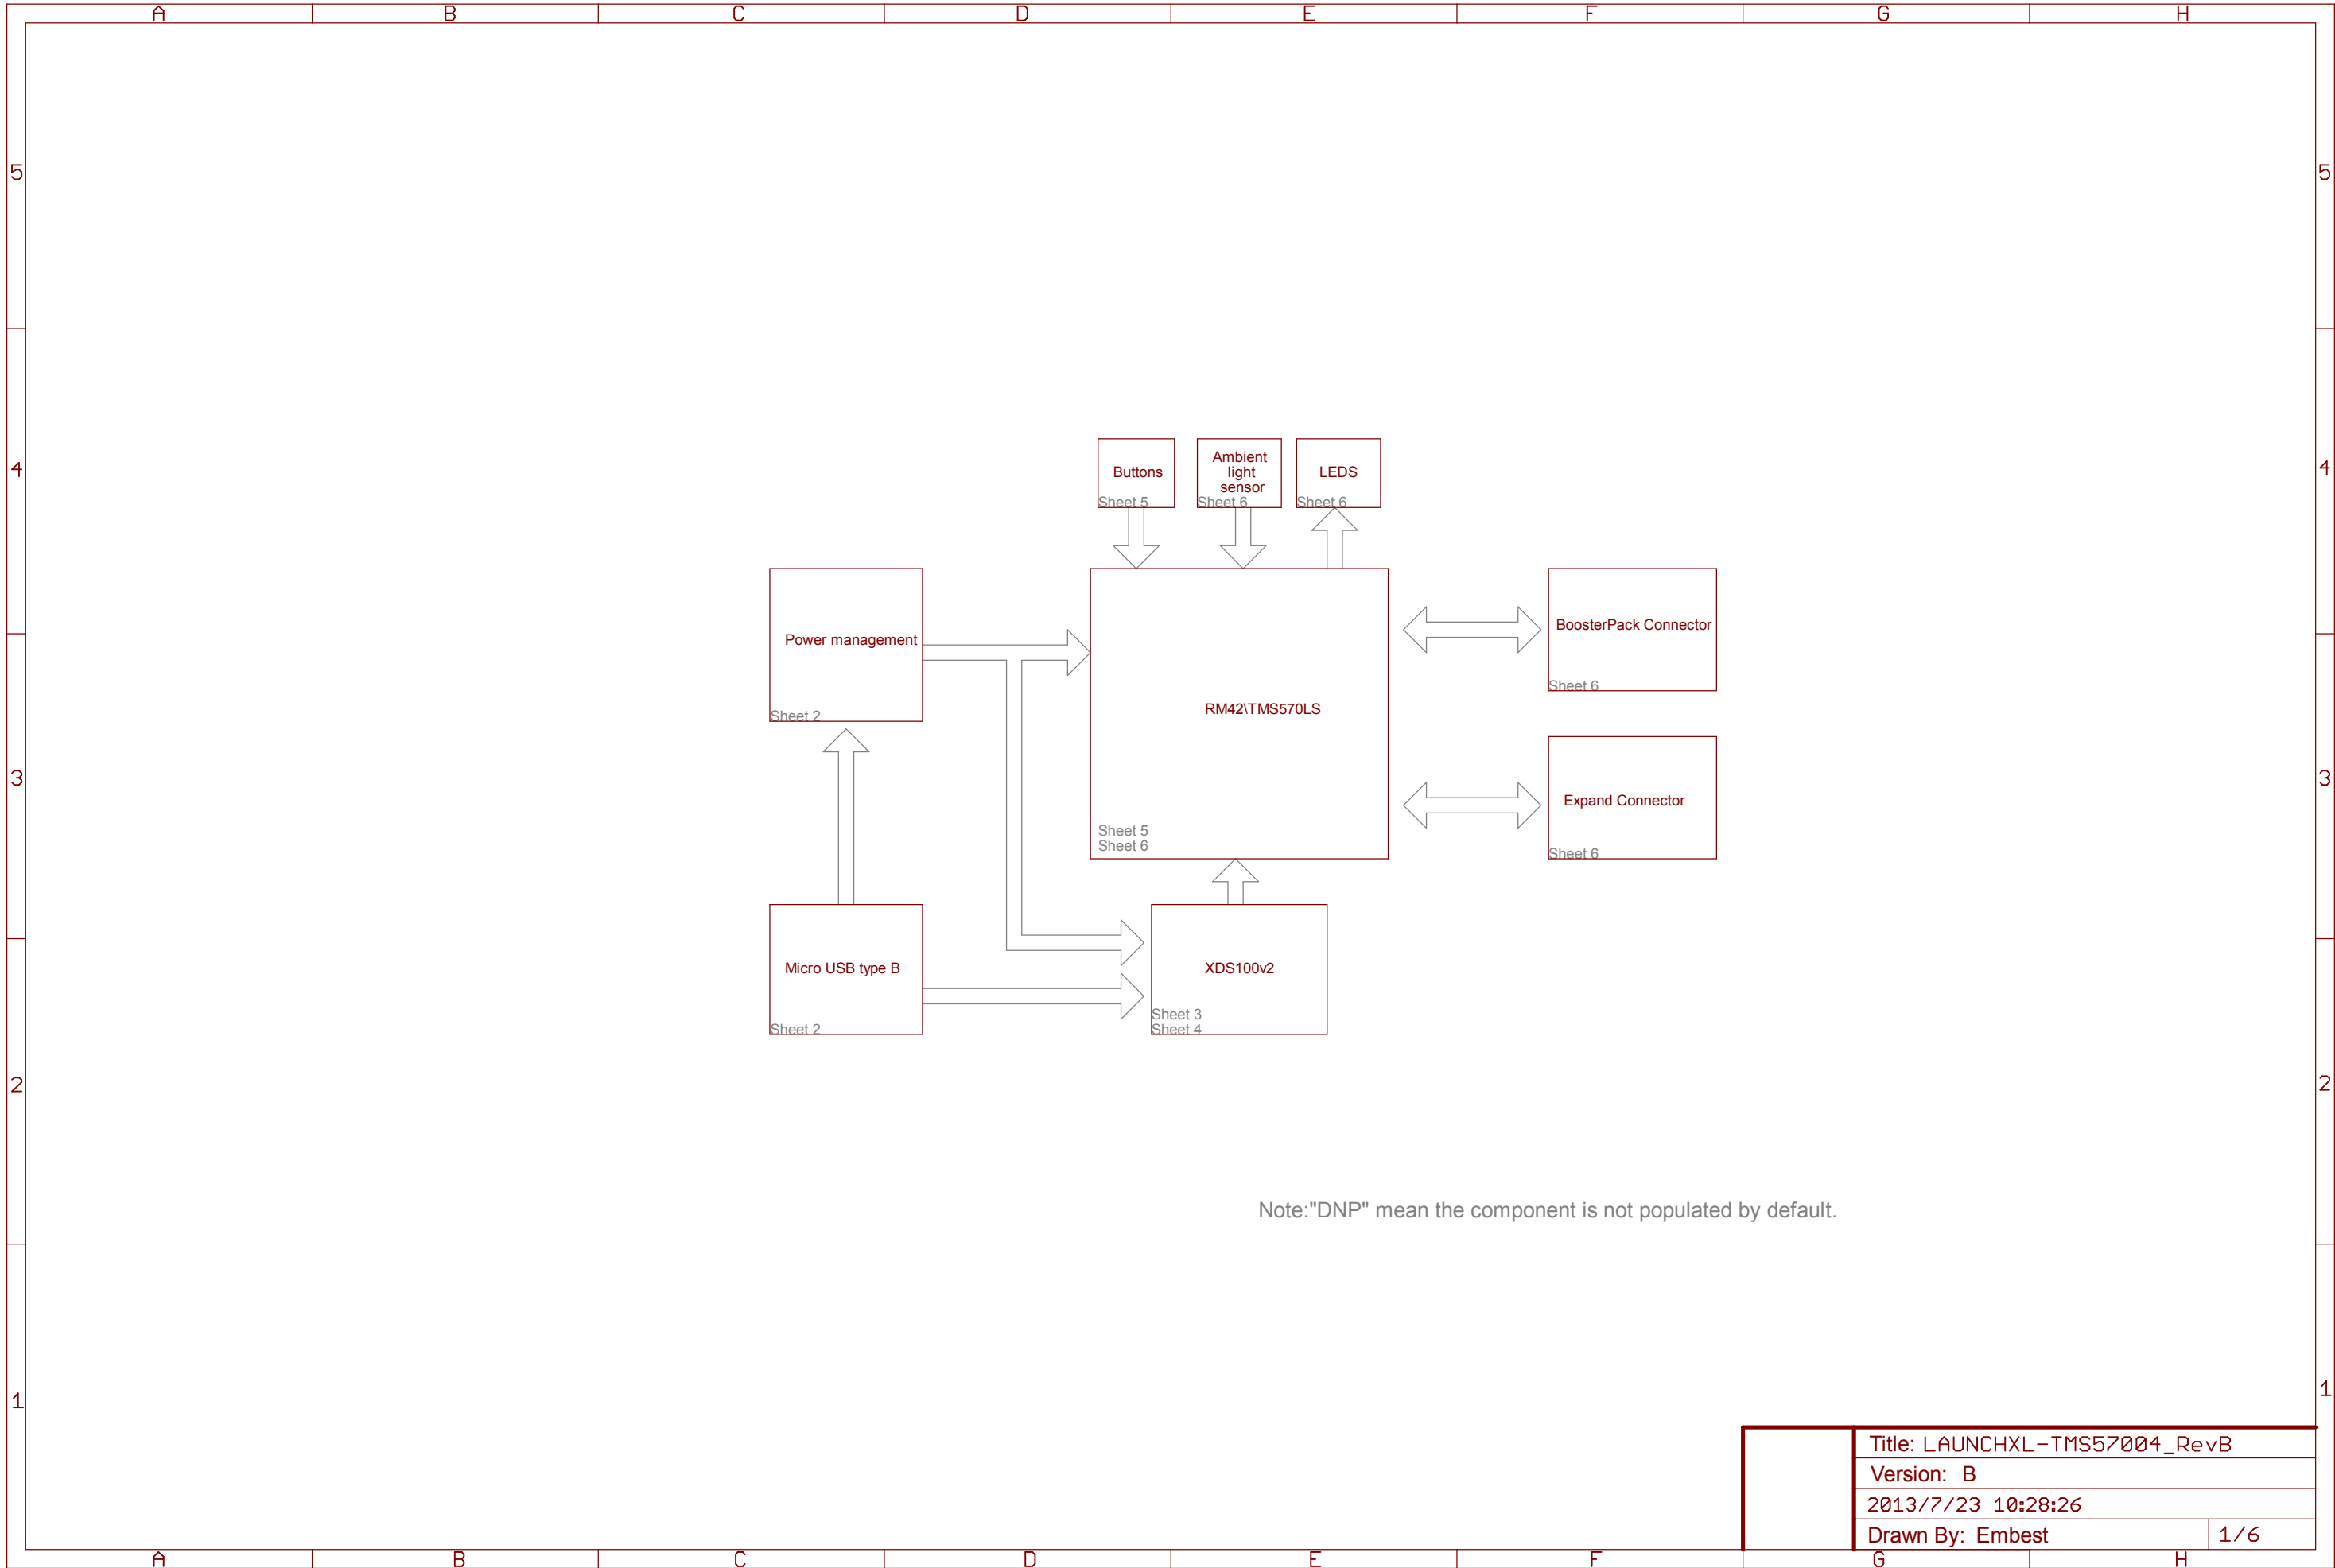 A B C D E F G H
5 5
4 4
Buttons
Sheet 5
Ambient
light
sensor
Sheet 6
LEDS
Sheet 6
Power management
Sheet 2
RM42\TMS570LS
Sheet 5
Sheet 6
BoosterPack Connector
Sheet 6
3 3
Expand Connector
Sheet 6
Micro USB type B
Sheet 2
XDS100v2
Sheet 3
Sheet 4
2 2
Note:"DNP" mean the component is not populated by default.
1 1
Title: LAUNCHXL-TMS57004_RevB
Version: B
2013/7/23 10:28:26
Drawn By: Embest 1/6
A B C D E F G H